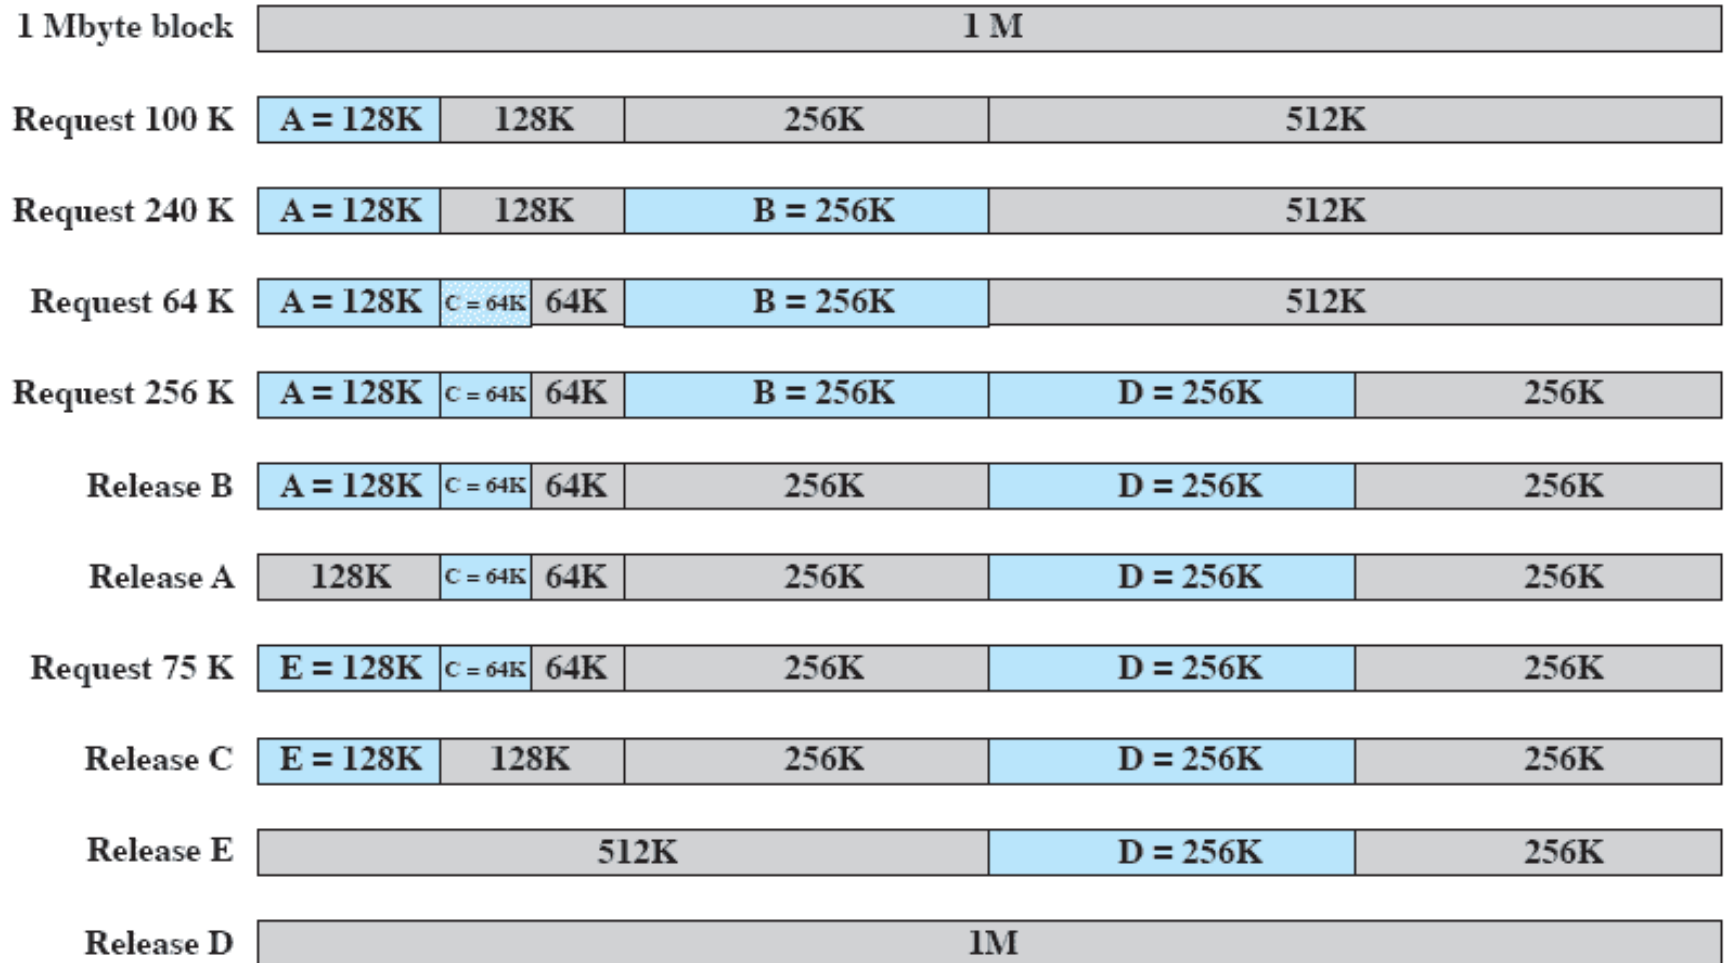 1 Mbyte block 1 M
Request 100 K A = 128K 128K 256K 512K
Request 240 K A = 128K 128K B = 256K 512K
Request 64 K A = 128K C = 64K 64K B = 256K 512K
Request 256 K A = 128K C = 64K 64K B = 256K D = 256K 256K
Release B A = 128K C = 64K 64K 256K D = 256K 256K
Release A 128K C = 64K 64K 256K D = 256K 256K
Request 75 K E = 128K C = 64K 64K 256K D = 256K 256K
Release C E = 128K 128K 256K D = 256K 256K
Release E 512K D = 256K 256K
Release D 1M